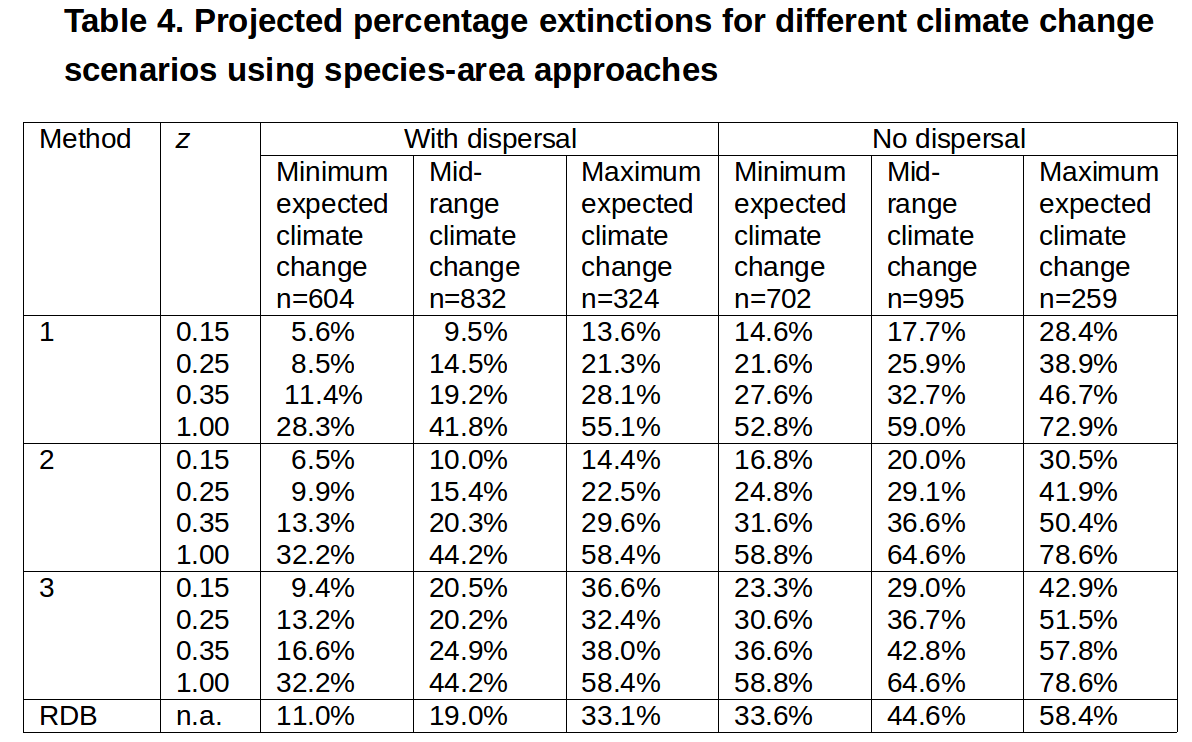 Table 4. Projected percentage extinctions for different climate change
scenarios using species-area approaches
Method z With dispersal No dispersal
Minimum expected climate change n=604 Mid-range climate change n=832 Maximum expected climate change n=324 Minimum expected climate change n=702 Mid-range climate change n=995 Maximum expected climate change n=259
1 0.15 5.6% 9.5% 13.6% 14.6% 17.7% 28.4%
0.25 8.5% 14.5% 21.3% 21.6% 25.9% 38.9%
0.35 11.4% 19.2% 28.1% 27.6% 32.7% 46.7%
1.00 28.3% 41.8% 55.1% 52.8% 59.0% 72.9%
2 0.15 6.5% 10.0% 14.4% 16.8% 20.0% 30.5%
0.25 9.9% 15.4% 22.5% 24.8% 29.1% 41.9%
0.35 13.3% 20.3% 29.6% 31.6% 36.6% 50.4%
1.00 32.2% 44.2% 58.4% 58.8% 64.6% 78.6%
3 0.15 9.4% 20.5% 36.6% 23.3% 29.0% 42.9%
0.25 13.2% 20.2% 32.4% 30.6% 36.7% 51.5%
0.35 16.6% 24.9% 38.0% 36.6% 42.8% 57.8%
1.00 32.2% 44.2% 58.4% 58.8% 64.6% 78.6%
RDB n.a. 11.0% 19.0% 33.1% 33.6% 44.6% 58.4%